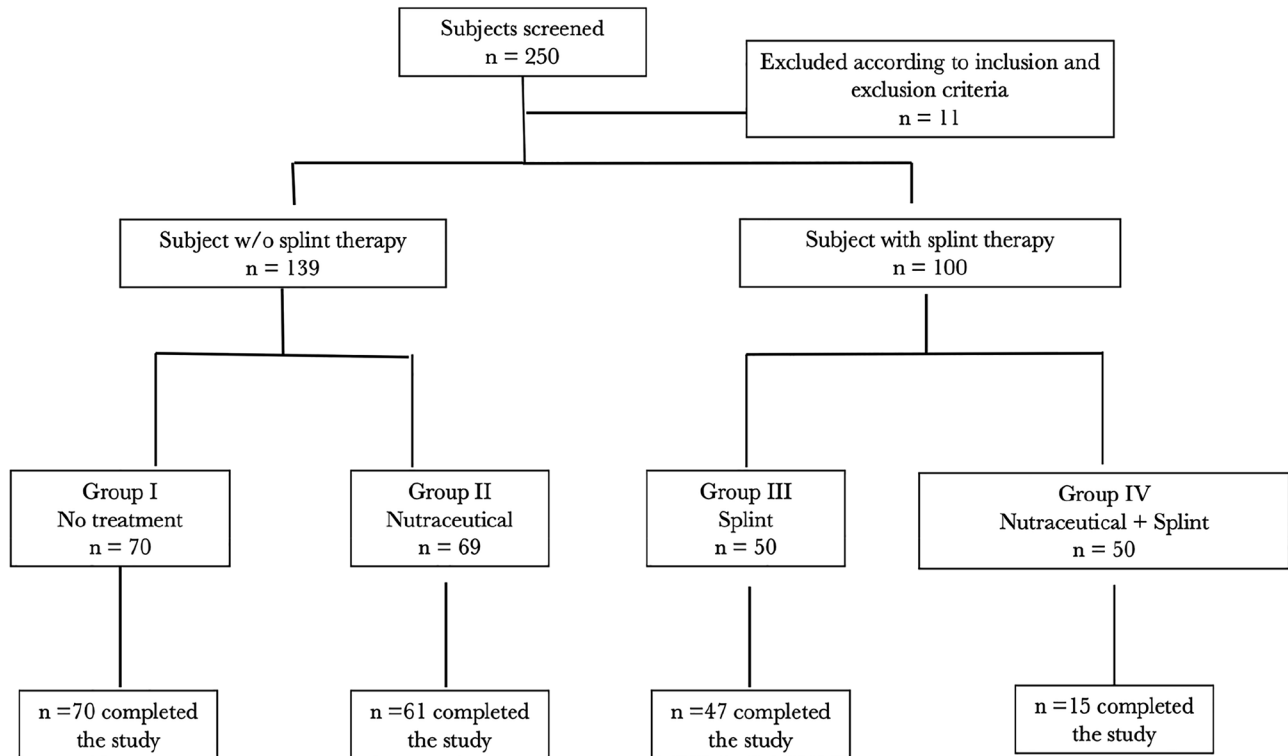 Subjects screened
n = 250
Excluded according to inclusion and
exclusion criteria
n = 11
Subject w/o splint therapy
n = 139
Subject with splint therapy
n = 100
Group I
No treatment
n = 70
Group II
Nutraceutical
n = 69
Group III
Splint
n = 50
Group IV
Nutraceutical + Splint
n = 50
n =70 completed
the study
n =61 completed
the study
n =47 completed
the study
n =15 completed
the study